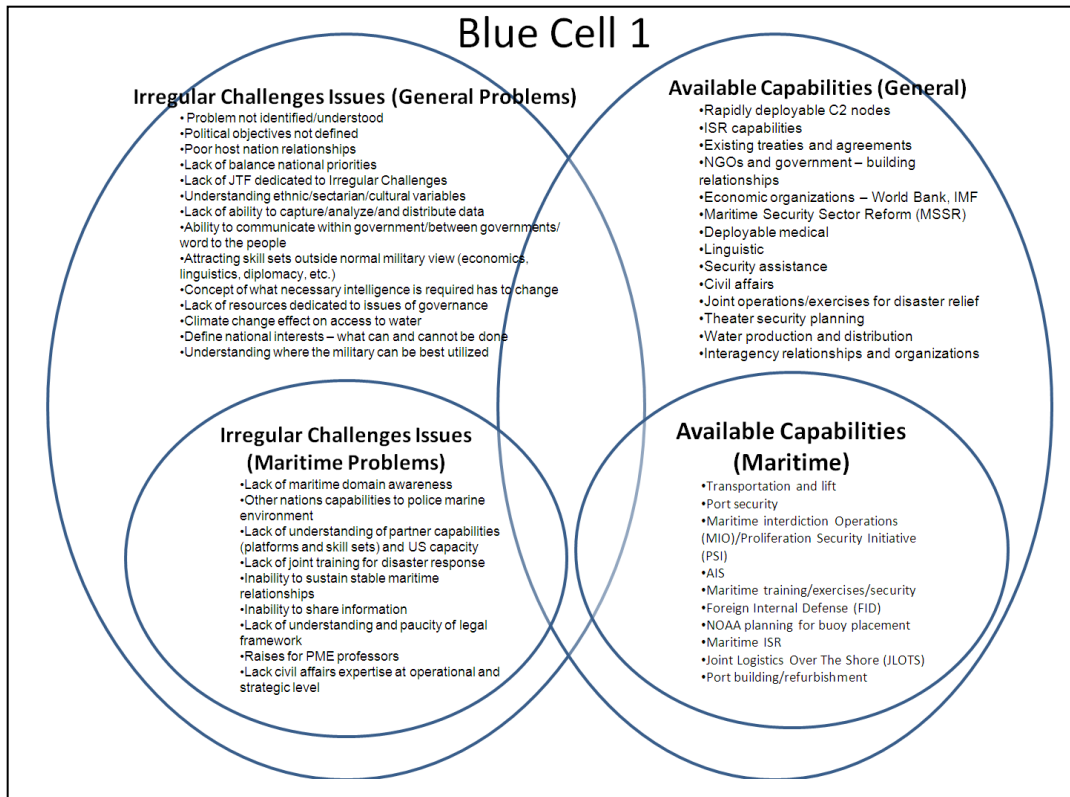 Blue Cell 1
Irregular Challenges Issues (General Problems)
•Problem not identified/understood
•Political objectives not defined
•Poor host nation relationships
•Lack of balance national priorities
•Lack of JTF dedicated to Irregular Challenges
•Understanding ethnic/sectarian/cultural variables
•Lack of ability to capture/analyze/and distribute data
•Ability to communicate within government/between governments/
word to the people
•Attracting skill sets outside normal military view (economics,
linguistics, diplomacy, etc.)
•Concept of what necessary intelligence is required has to change
•Lack of resources dedicated to issues of governance
•Climate change effect on access to water
•Define national interests – what can and cannot be done
•Understanding where the military can be best utilized
Available Capabilities (General)
•Rapidly deployable C2 nodes
•ISR capabilities
•Existing treaties and agreements
•NGOs and government – building
relationships
•Economic organizations – World Bank, IMF
•Maritime Security Sector Reform (MSSR)
•Deployable medical
•Linguistic
•Security assistance
•Civil affairs
•Joint operations/exercises for disaster relief
•Theater security planning
•Water production and distribution
•Interagency relationships and organizations
Irregular Challenges Issues
(Maritime Problems)
•Lack of maritime domain awareness
•Other nations capabilities to police marine
environment
•Lack of understanding of partner capabilities
(platforms and skill sets) and US capacity
•Lack of joint training for disaster response
•Inability to sustain stable maritime
relationships
•Inability to share information
•Lack of understanding and paucity of legal
framework
•Raises for PME professors
•Lack civil affairs expertise at operational and
strategic level
Available Capabilities
(Maritime)
•Transportation and lift
•Port security
•Maritime interdiction Operations
(MIO)/Proliferation Security Initiative
(PSI)
•AIS
•Maritime training/exercises/security
•Foreign Internal Defense (FID)
•NOAA planning for buoy placement
•Maritime ISR
•Joint Logistics Over The Shore (JLOTS)
•Port building/refurbishment